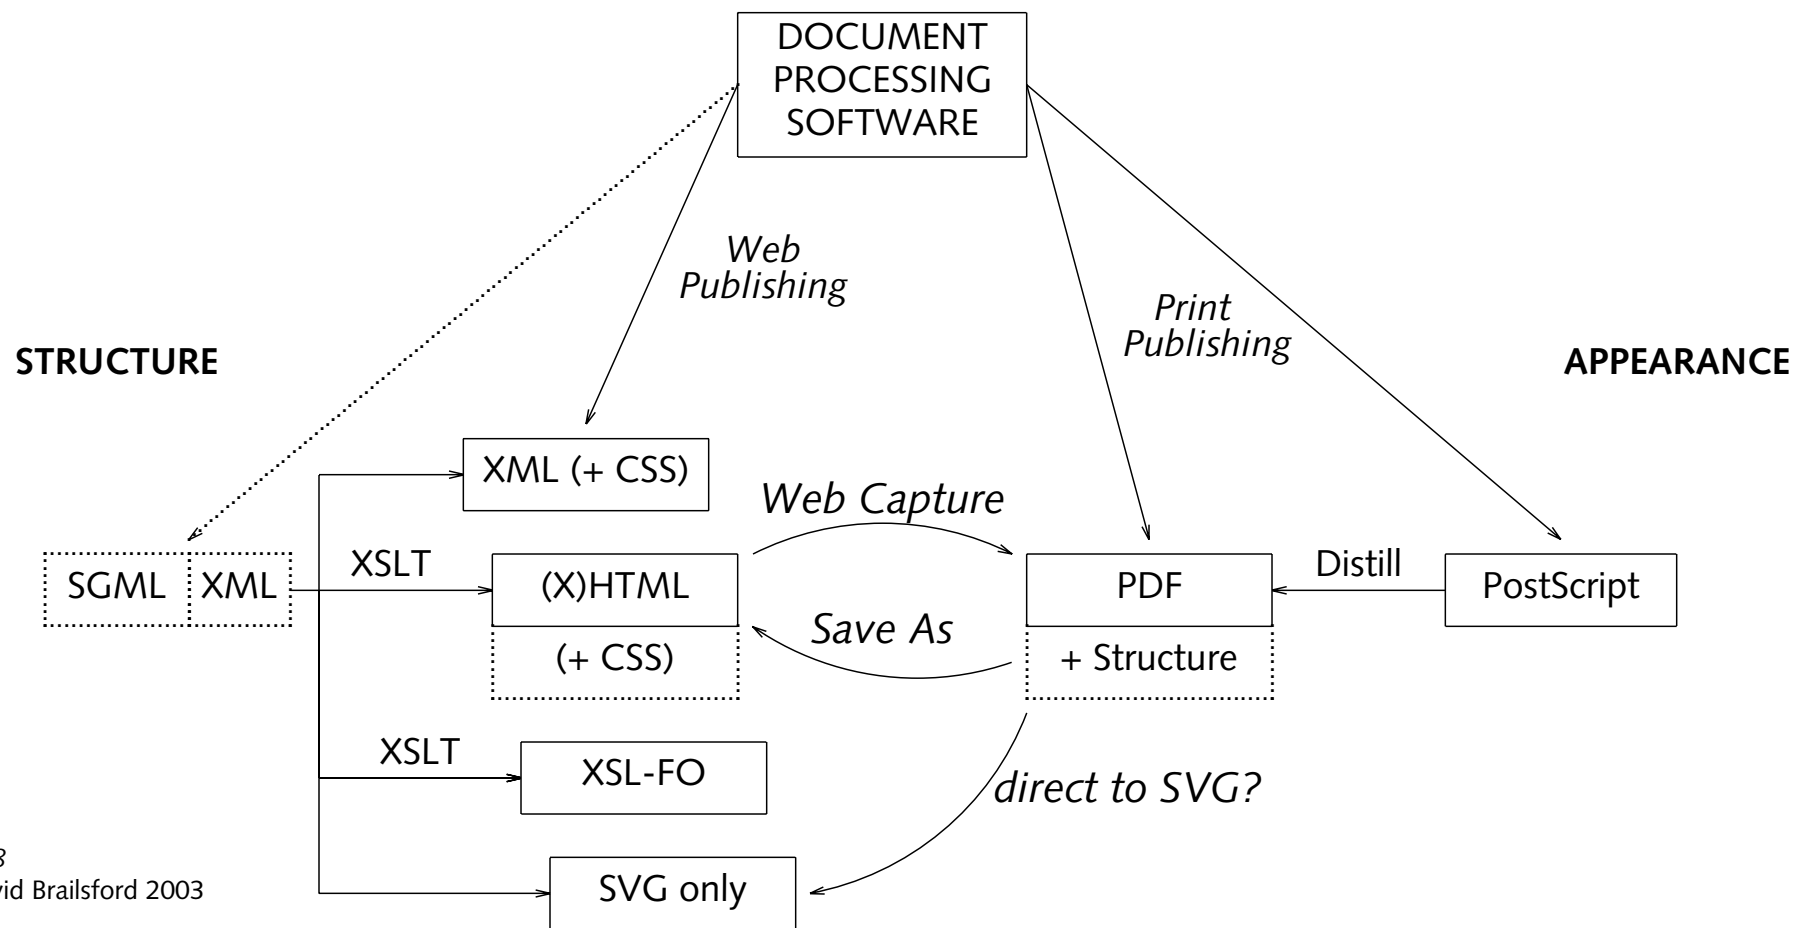 DOCUMENT
PROCESSING
SOFTWARE
Web
Publishing
Print
Publishing
STRUCTURE
APPEARANCE
XML (+ CSS)
Web Capture
SGML
XML
XSLT
(X)HTML
PDF
Distill
PostScript
(+ CSS)
Save As
+ Structure
XSLT
XSL-FO
direct to SVG?
SVG only
Brailsford 2003